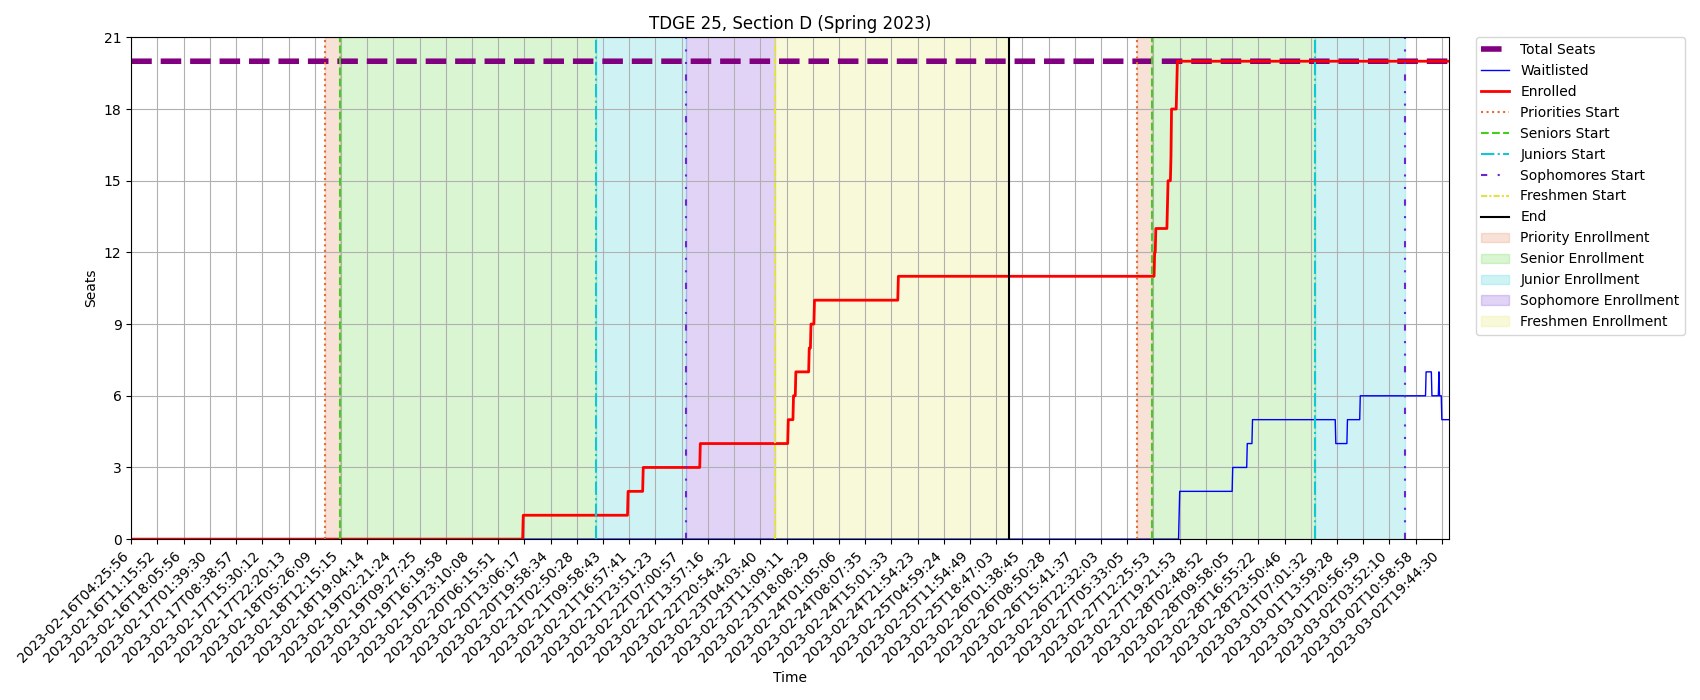 TDGE 25, Section D (Spring 2023)
Seats
21
18
15
12
9
6
3
0
2023-02-16T04:25:56
2023-02-16T11:15:52
2023-02-16T18:05:56
2023-02-17T01:39:30
2023-02-17T08:38:57
2023-02-17T15:30:12
2023-02-17T22:20:13
2023-02-18T05:26:09
2023-02-18T12:15:15
2023-02-18T19:04:14
2023-02-19T02:21:24
2023-02-19T09:27:25
2023-02-19T16:19:58
2023-02-19T23:10:09
2023-02-20T06:15:51
2023-02-20T13:06:17
2023-02-20T19:58:34
2023-02-21T02:50:28
2023-02-21T09:58:43
2023-02-21T16:57:41
2023-02-21T23:51:23
2023-02-22T07:00:57
2023-02-22T13:57:16
2023-02-22T20:54:32
2023-02-23T04:03:40
2023-02-23T11:09:11
2023-02-23T18:08:29
2023-02-24T01:05:06
2023-02-24T08:07:35
2023-02-24T15:01:33
2023-02-24T21:54:23
2023-02-25T04:59:24
2023-02-25T11:54:49
2023-02-25T18:47:03
2023-02-26T01:38:45
2023-02-26T08:50:28
2023-02-26T15:41:37
2023-02-26T22:32:03
2023-02-27T05:33:05
2023-02-27T12:25:53
2023-02-27T19:21:53
2023-02-28T02:48:52
2023-02-28T09:58:05
2023-02-28T16:55:22
2023-02-28T23:50:46
2023-03-01T07:01:32
2023-03-01T13:59:28
2023-03-01T20:56:59
2023-03-02T03:52:10
2023-03-02T10:58:58
2023-03-02T19:44:30
Time
Total Seats
Waitlisted
Enrolled
Priorities Start
Seniors Start
Juniors Start
Sophomores Start
Freshmen Start
End
Priority Enrollment
Senior Enrollment
Junior Enrollment
Sophomore Enrollment
Freshmen Enrollment